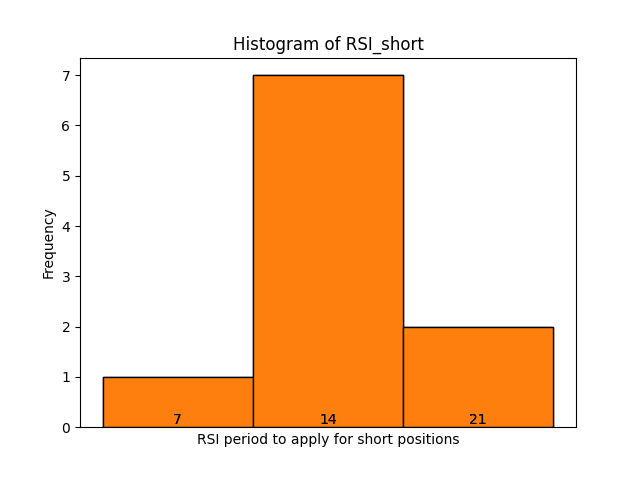 Histogram of RSI_short
Frequency
7
6
5
4
3
2
1
0
7 14 21
RSI period to apply for short positions